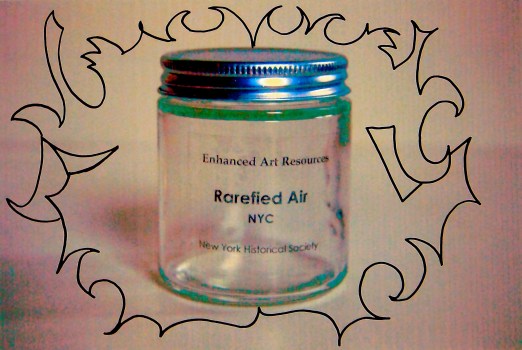 Enhanced Art Resources
Rarefied Air
NYC
New York Historical Society